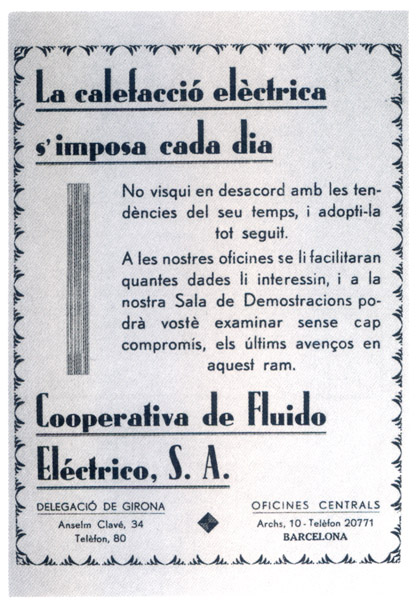 La calefacció elèctrica
s'imposa cada dia
No visqui en desacord amb les ten-
dències del seu temps, i adopti-la
tot seguit.
A les nostres oficines se li facilitaran
quantes dades li interessin, i a la
nostra Sala de Demostracions po-
drà vostè examinar sense cap
compromís, els últims avenços en
aquest ram.
Cooperativa de Fluido
Eléctrico, S. A.
DELEGACIÓ DE GIRONA
Anselm Clavé, 34
Telèfon, 80
OFICINES CENTRALS
Archs, 10 - Telèfon 20771
BARCELONA